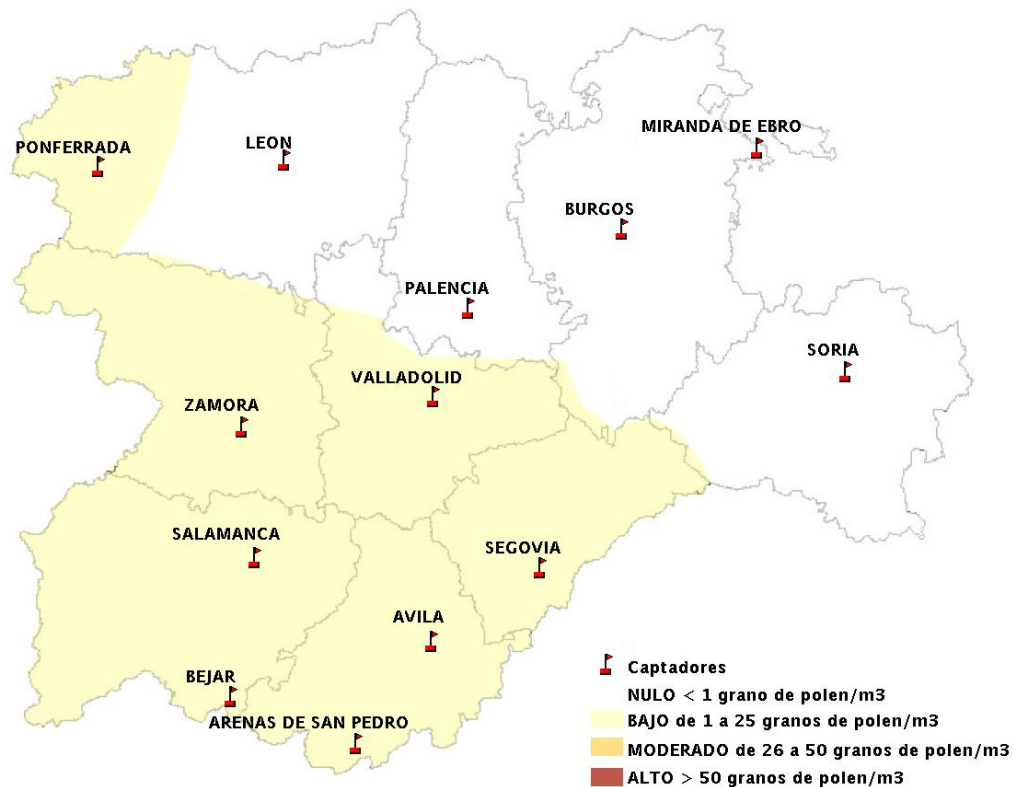 MIRANDA DE EBRO
PONFERRADA
LEON
BURGOS
PALENCIA
SORIA
VALLADOLID
ZAMORA
SALAMANCA
SEGOVIA
AVILA
BEJAR
ARENAS DE SAN PEDRO
Captadores
NULO < 1 grano de polen/m3
BAJO de 1 a 25 granos de polen/m3
MODERADO de 26 a 50 granos de polen/m3
ALTO > 50 granos de polen/m3